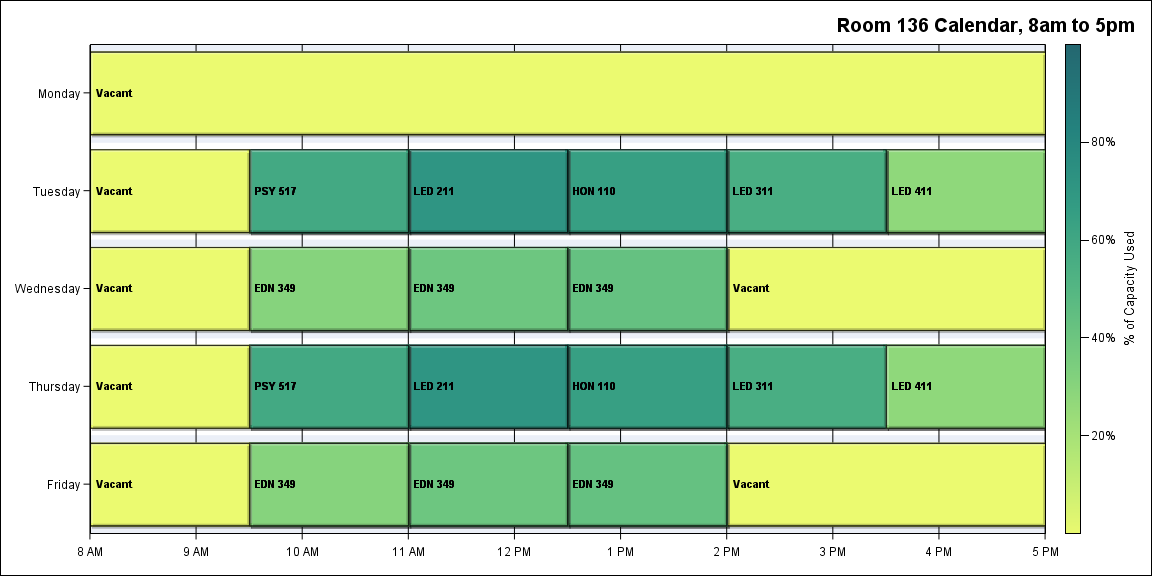 Room 136 Calendar, 8am to 5pm
Monday
Vacant
Tuesday
Vacant
PSY 517
LED 211
HON 110
LED 311
LED 411
Wednesday
Vacant
EDN 349
EDN 349
EDN 349
Vacant
Thursday
Vacant
PSY 517
LED 211
HON 110
LED 311
LED 411
Friday
Vacant
EDN 349
EDN 349
EDN 349
Vacant
8 AM
9 AM
10 AM
11 AM
12 PM
1 PM
2 PM
3 PM
4 PM
5 PM
80%
60%
40%
20%
% of Capacity Used